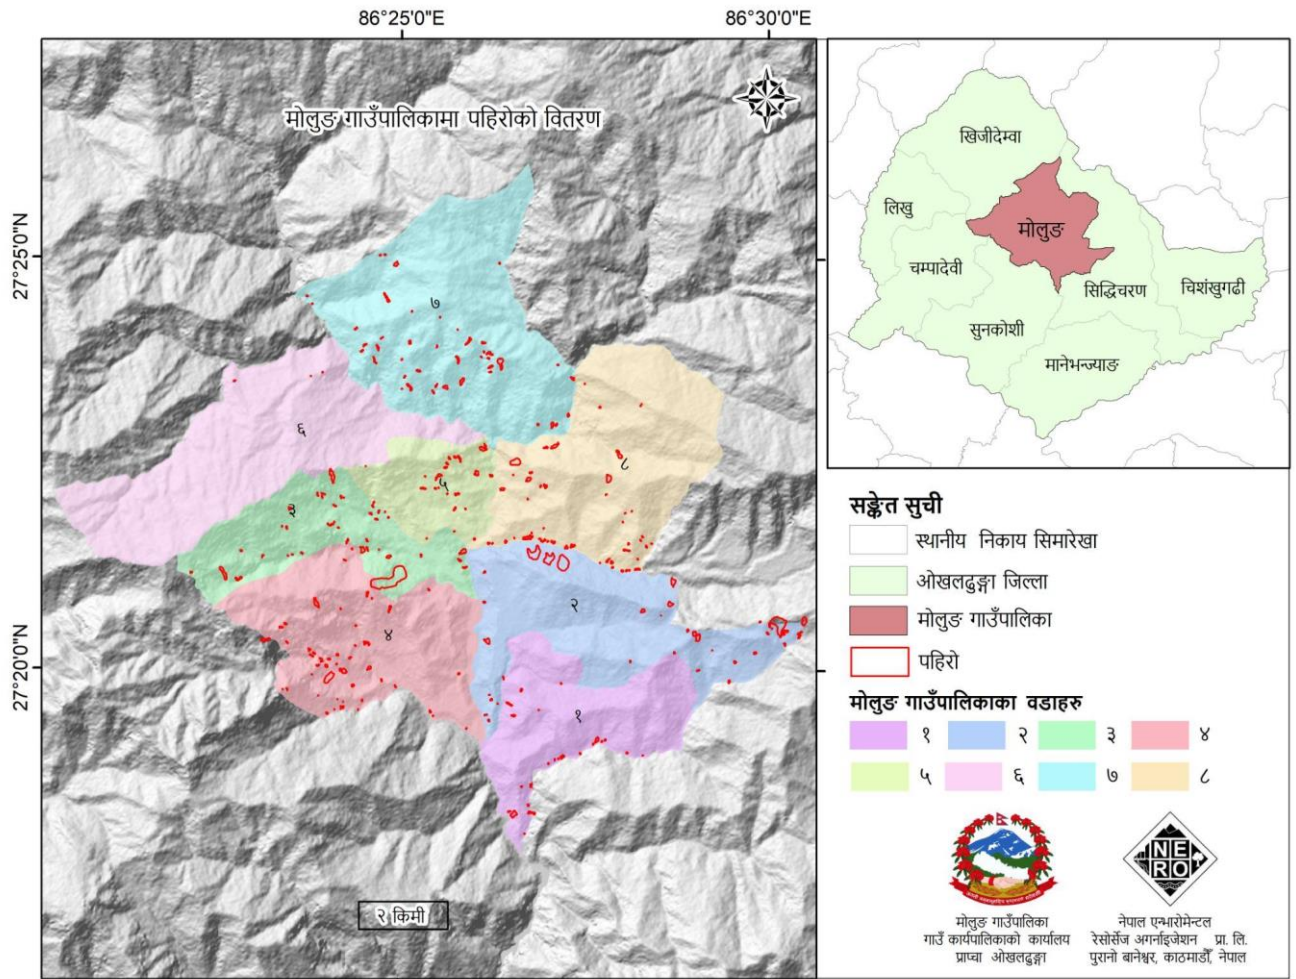 86°25'0"E
86°30'0"E
27°25'0"N
27°20'0"N
मोलुङ गाउँपालिकामा पहिरोको वितरण
७
६
८
५
३
२
४
१
२ किमी
खिजीदेम्वा
लिखु
मोलुङ
चम्पादेवी
सिद्धिचरण
चिशंखुगढी
सुनकोशी
मानेभन्ज्याङ
सङ्केत सुची
स्थानीय निकाय सिमारेखा
ओखलढुङ्गा जिल्ला
मोलुङ गाउँपालिका
पहिरो
मोलुङ गाउँपालिकाका वडाहरु
१ २ ३ ४
५ ६ ७ ८
NE
RO
मोलुङ गाउँपालिका
गाउँ कार्यपालिकाको कार्यालय
प्राप्चा ओखलढुङ्गा
नेपाल एन्भारोमेन्टल
रेसोर्सेज अगर्नाइजेशन प्रा. लि.
पुरानो बानेश्वर, काठमाडौँ, नेपाल